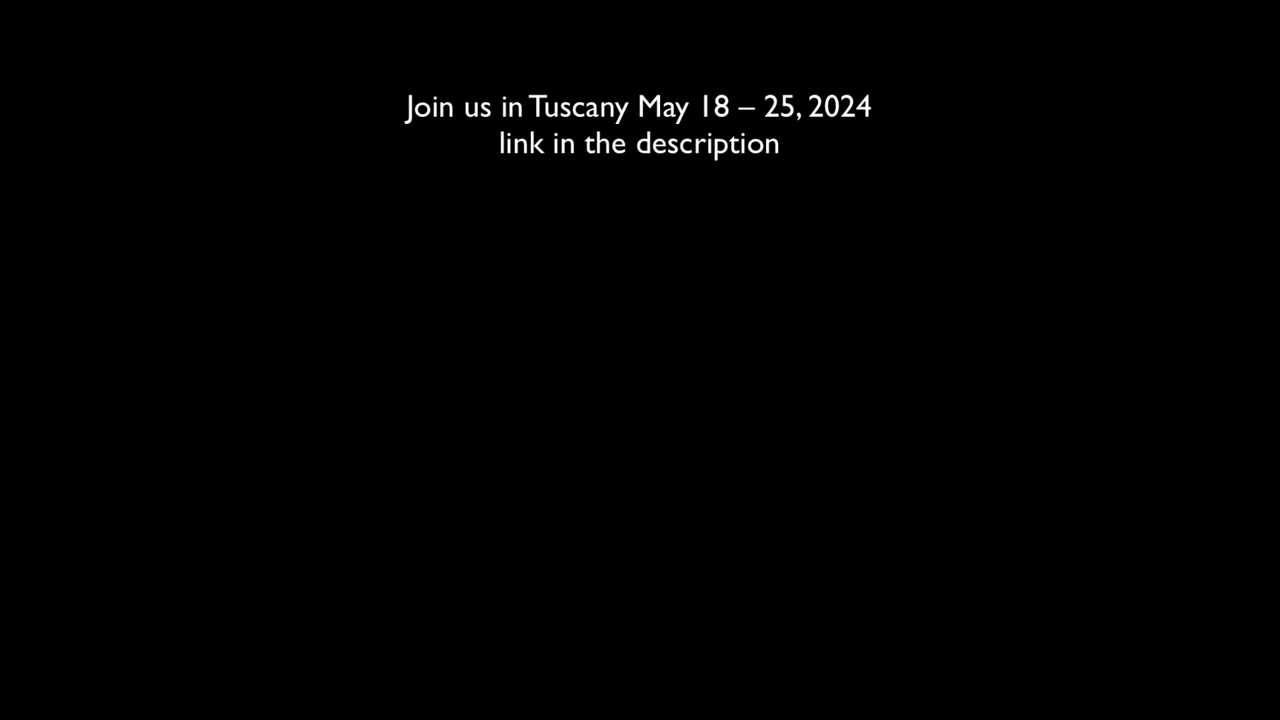 Join us in Tuscany May 18 – 25, 2024
link in the description